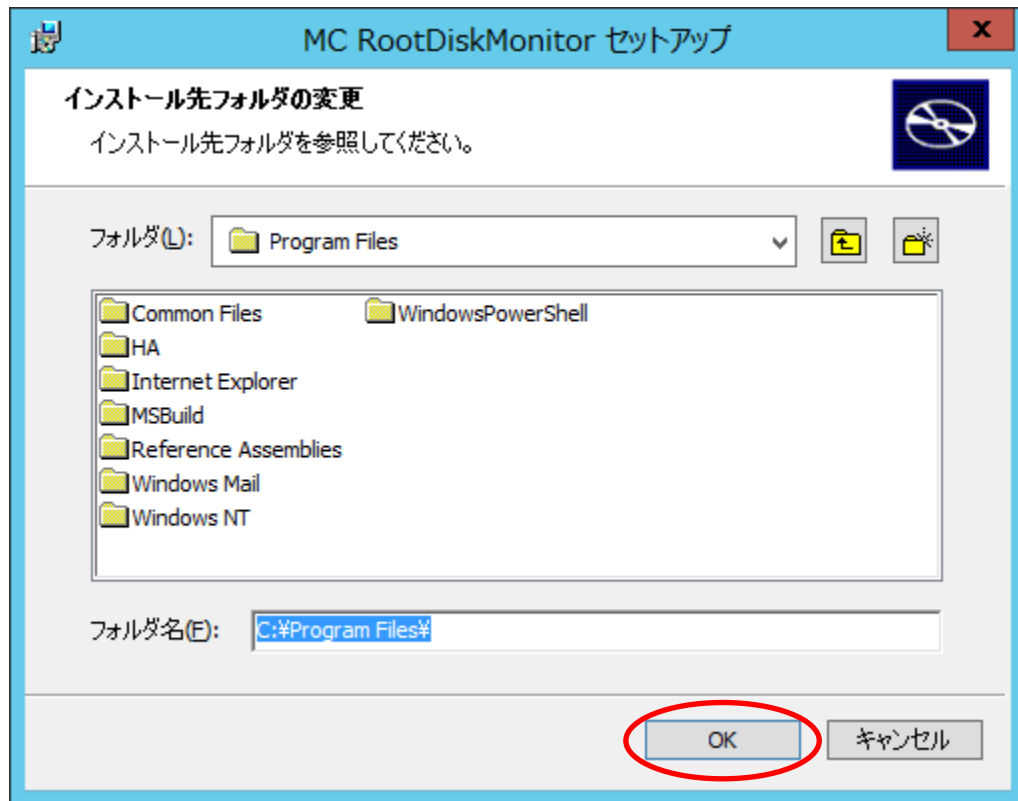 MC RootDiskMonitor セットアップ
x
インストール先フォルダの変更
インストール先フォルダを参照してください。
フォルダ(L): Program Files
Common Files WindowsPowerShell
HA
Internet Explorer
MSBuild
Reference Assemblies
Windows Mail
Windows NT
フォルダ名(F): C:¥Program Files¥
OK キャンセル